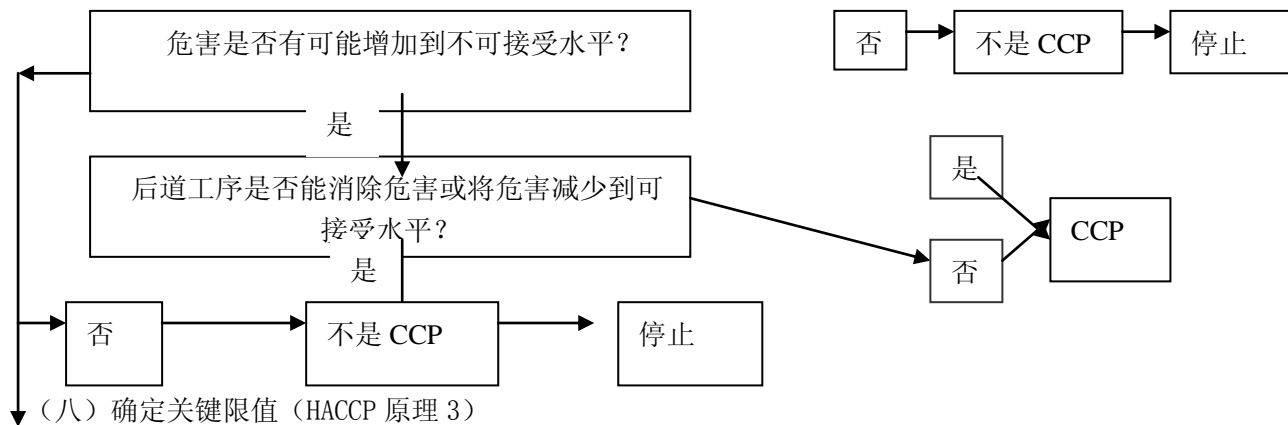 危害是否有可能增加到不可接受水平？
否
不是 CCP
停止
是
后道工序是否能消除危害或将危害减少到可
接受水平？
是
CCP
否
是
否
不是 CCP
停止
（八）确定关键限值（HACCP 原理 3）